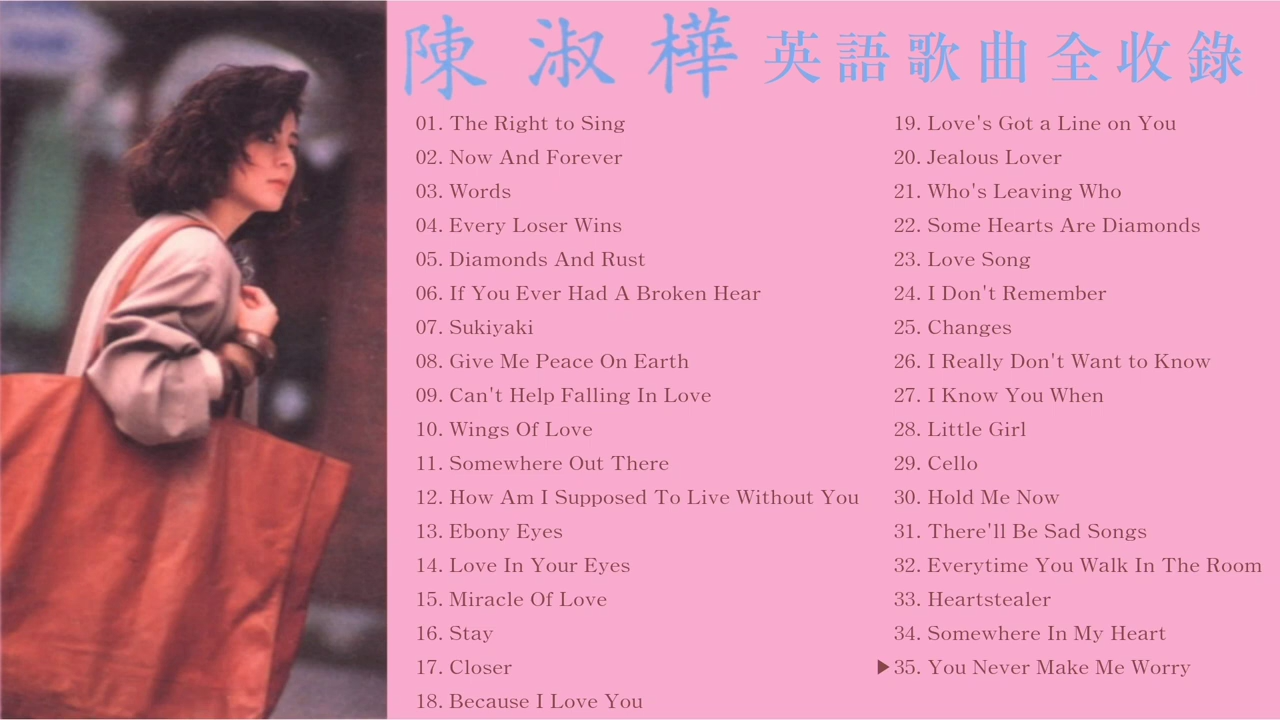 陳淑樺 英語歌曲全收錄
01. The Right to Sing
02. Now And Forever
03. Words
04. Every Loser Wins
05. Diamonds And Rust
06. If You Ever Had A Broken Hear
07. Sukiyaki
08. Give Me Peace On Earth
09. Can't Help Falling In Love
10. Wings Of Love
11. Somewhere Out There
12. How Am I Supposed To Live Without You
13. Ebony Eyes
14. Love In Your Eyes
15. Miracle Of Love
16. Stay
17. Closer
18. Because I Love You
19. Love's Got a Line on You
20. Jealous Lover
21. Who's Leaving Who
22. Some Hearts Are Diamonds
23. Love Song
24. I Don't Remember
25. Changes
26. I Really Don't Want to Know
27. I Know You When
28. Little Girl
29. Cello
30. Hold Me Now
31. There'll Be Sad Songs
32. Everytime You Walk In The Room
33. Heartstealer
34. Somewhere In My Heart
▶35. You Never Make Me Worry